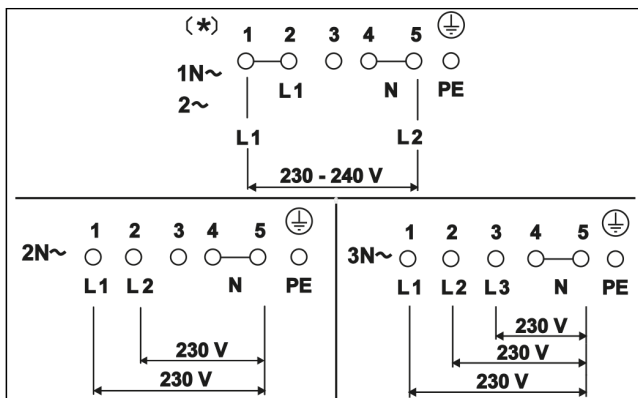 (*) 1 2 3 4 5
1N~ L1 N PE
2~
L1 L2
230 - 240 V
1 2 3 4 5
2N~
L1 L2 N PE
230 V
230 V
1 2 3 4 5
3N~
L1 L2 L3 N PE
230 V
230 V
230 V